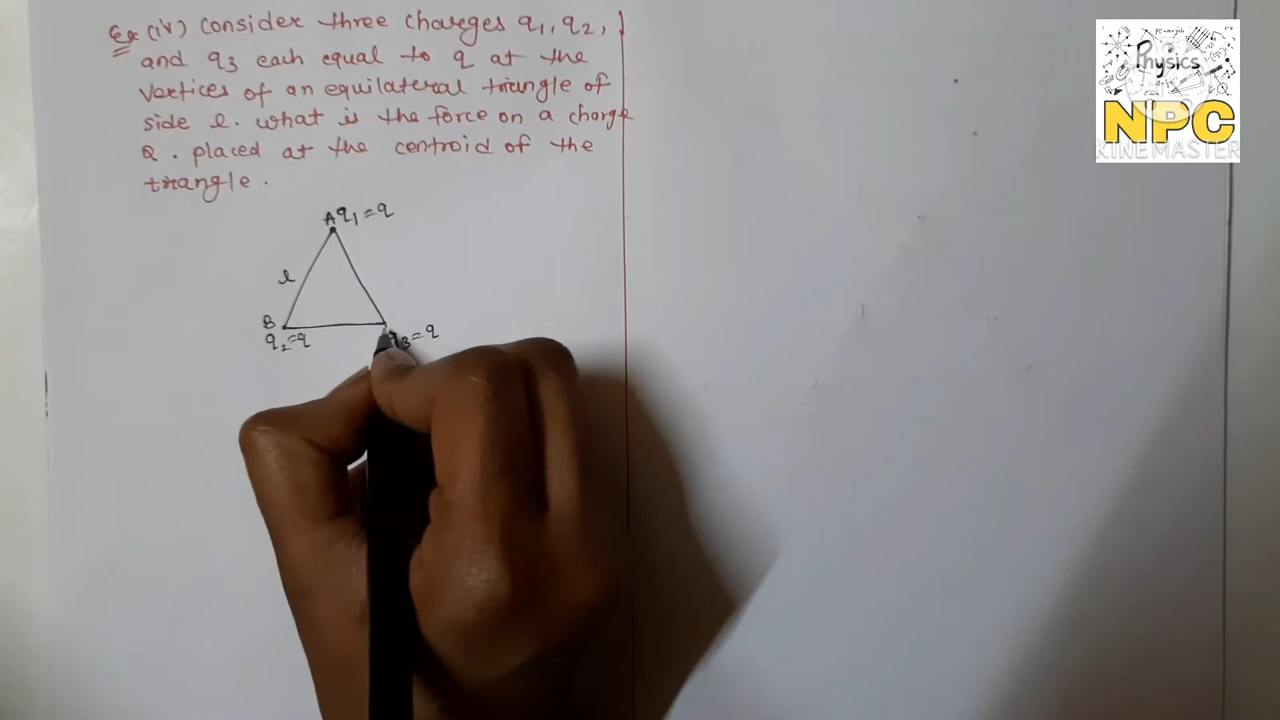 Ex (iv) consider three charges q1, q2,
and q3 each equal to q at the
vertices of an equilateral triangle of
side l. what is the force on a charge
Q. placed at the centroid of the
triangle.
A q1 = q
l
B
q2 = q
q3 = q
Physics
NPC
KINEMASTER